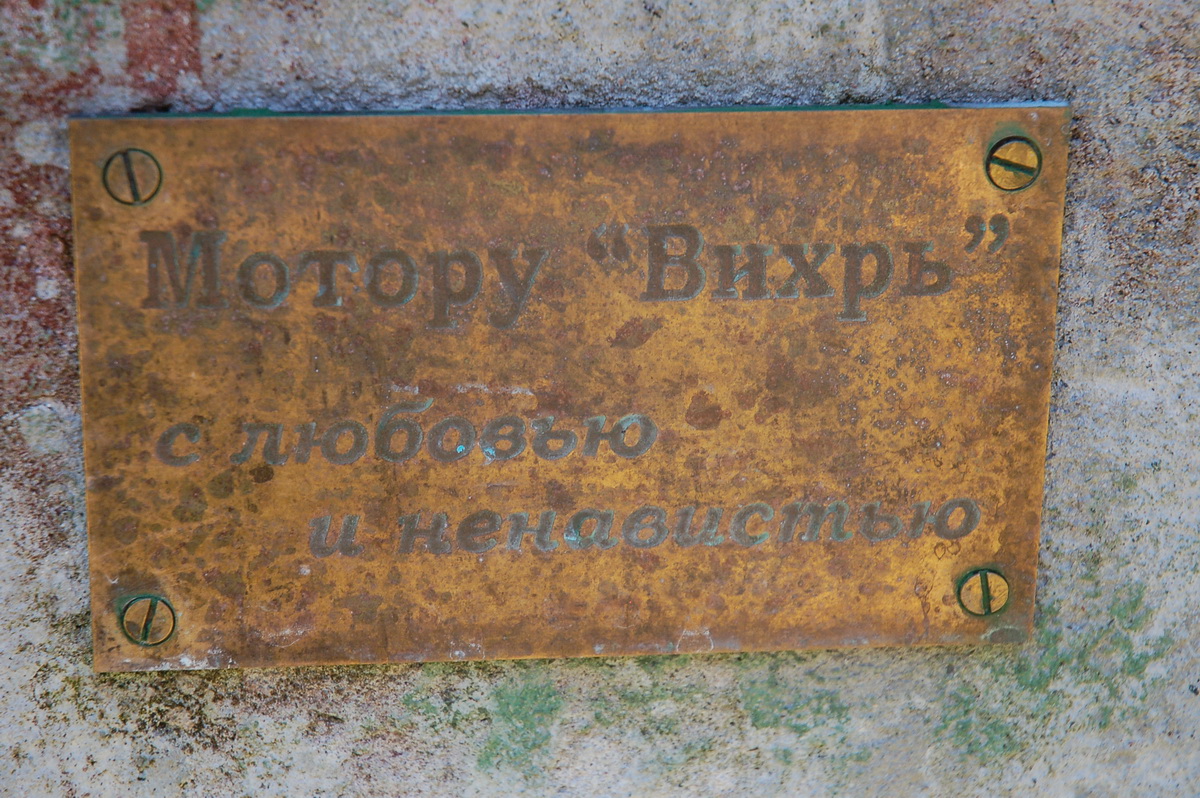 Мотору “Вихрь”
с любовью
и ненавистью